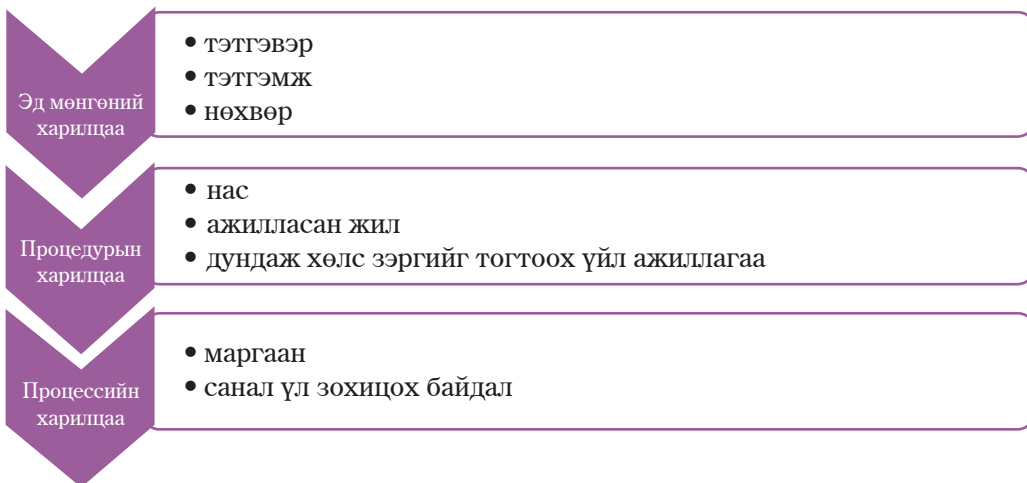 Эд мөнгөний
харилцаа
• тэтгэвэр
• тэтгэмж
• нөхвөр
Процедурын
харилцаа
• нас
• ажилласан жил
• дундаж хөлс зэргийг тогтоох үйл ажиллагаа
Процессийн
харилцаа
• маргаан
• санал үл зохицох байдал